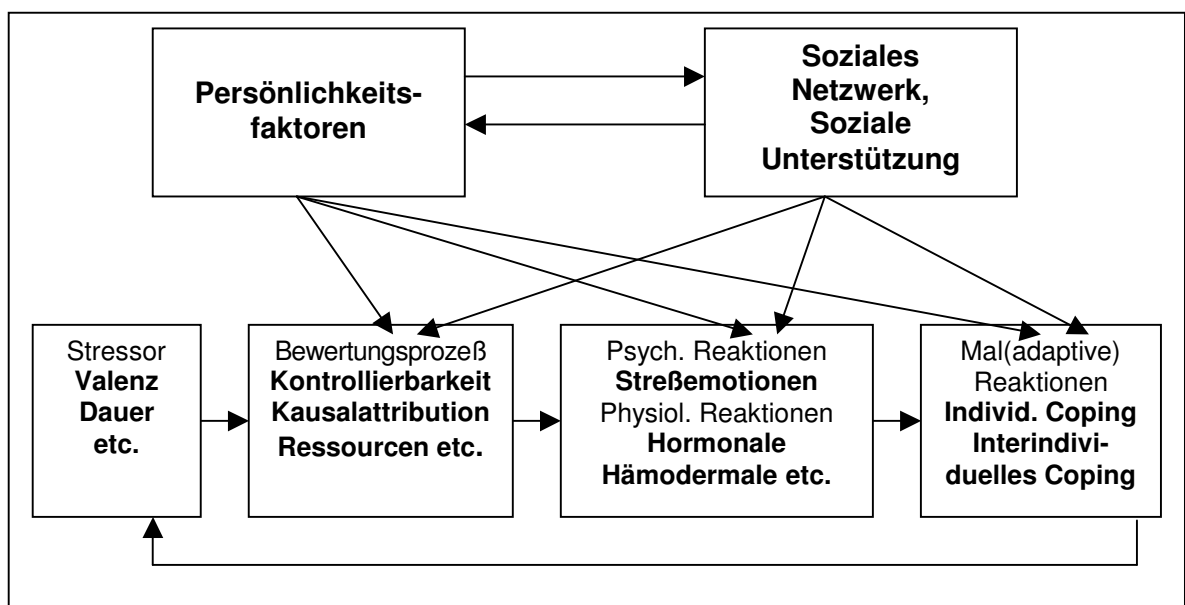 Persönlichkeits-
faktoren
Soziales
Netzwerk,
Soziale
Unterstützung
Stressor
Valenz
Dauer
etc.
Bewertungsprozeß
Kontrollierbarkeit
Kausalattribution
Ressourcen etc.
Psych. Reaktionen
Streßemotionen
Physiol. Reaktionen
Hormonale
Hämodermale etc.
Mal(adaptive)
Reaktionen
Individ. Coping
Interindivi-
duelles Coping